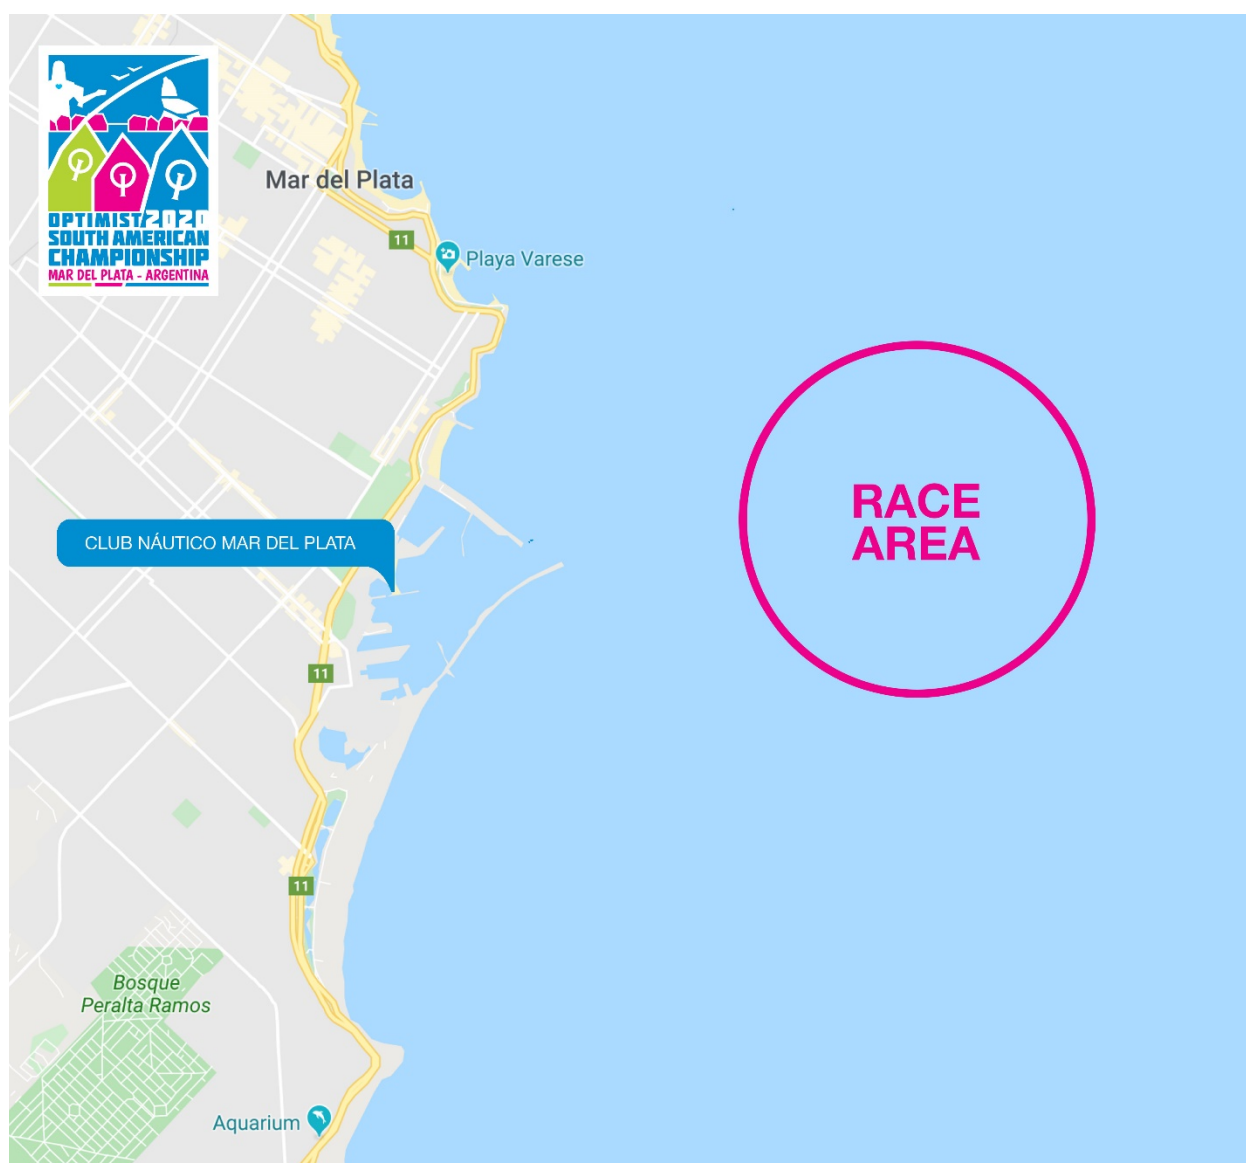 OPTIMIST 2020
SOUTH AMERICAN
CHAMPIONSHIP
MAR DEL PLATA - ARGENTINA
Mar del Plata
11
Playa Varese
RACE
AREA
CLUB NÁUTICO MAR DEL PLATA
11
11
Bosque
Peralta Ramos
Aquarium